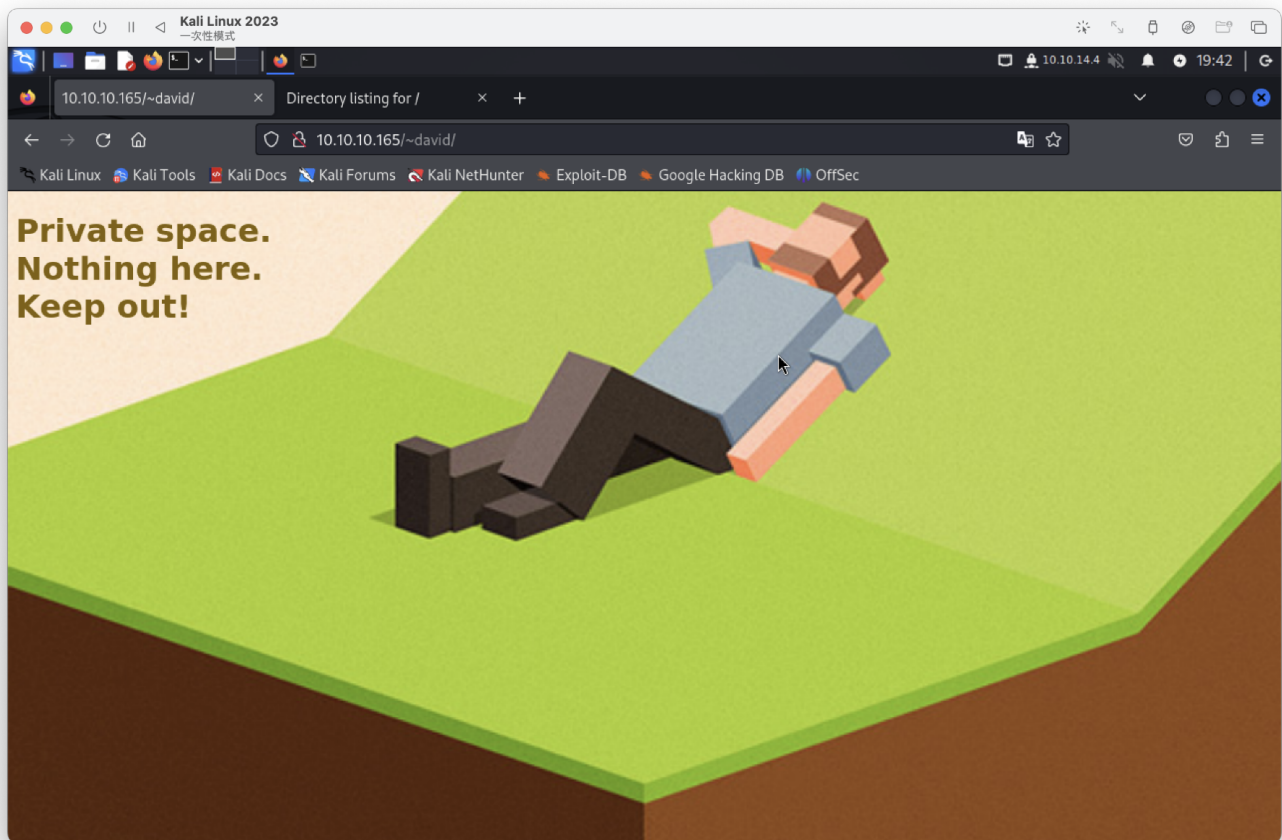 Kali Linux 2023
一次性模式
10.10.14.4
19:42
10.10.10.165/~david/
Directory listing for /
10.10.10.165/~david/
Kali Linux
Kali Tools
Kali Docs
Kali Forums
Kali NetHunter
Exploit-DB
Google Hacking DB
OffSec
Private space.
Nothing here.
Keep out!